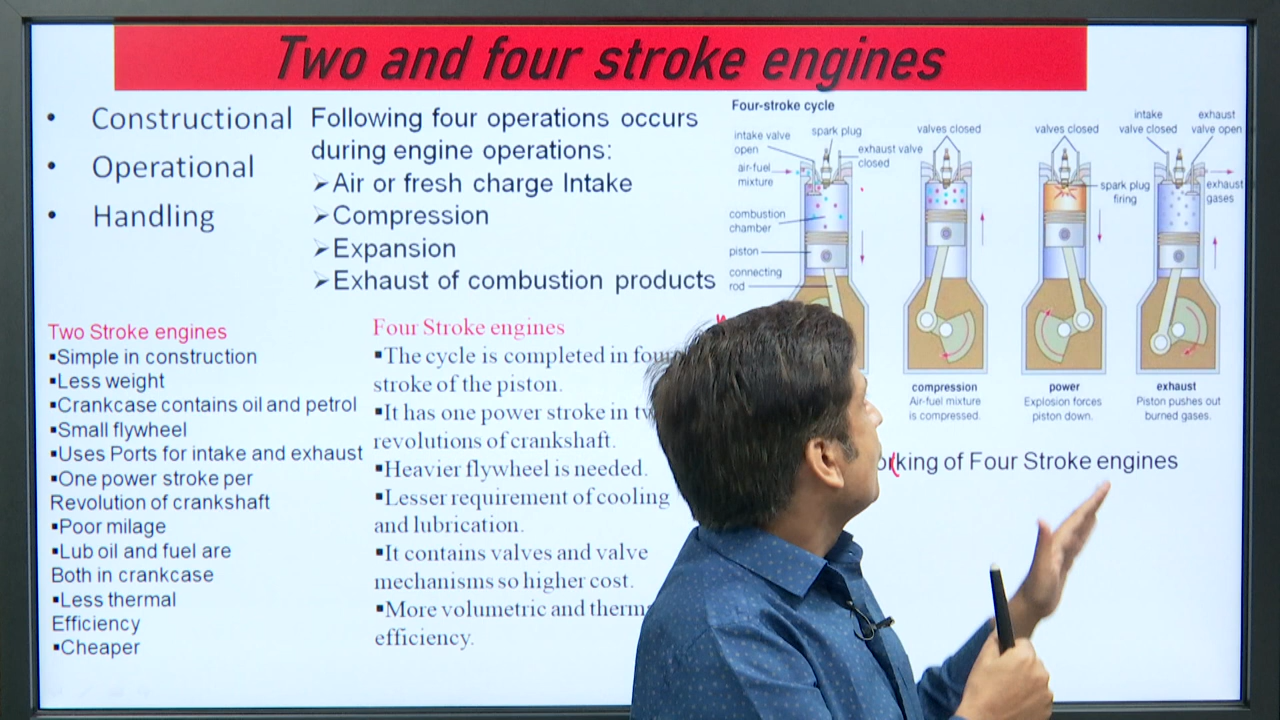 Two and four stroke engines
• Constructional
• Operational
• Handling
Following four operations occurs
during engine operations:
➢Air or fresh charge Intake
➢Compression
➢Expansion
➢Exhaust of combustion products
Two Stroke engines
▪Simple in construction
▪Less weight
▪Crankcase contains oil and petrol
▪Small flywheel
▪Uses Ports for intake and exhaust
▪One power stroke per
Revolution of crankshaft
▪Poor milage
▪Lub oil and fuel are
Both in crankcase
▪Less thermal
Efficiency
▪Cheaper
Four Stroke engines
▪The cycle is completed in four
stroke of the piston.
▪It has one power stroke in
revolutions of crankshaft.
▪Heavier flywheel is needed.
▪Lesser requirement of cooling
and lubrication.
▪It contains valves and valve
mechanisms so higher cost.
▪More volumetric and
efficiency.
Four-stroke cycle
intake valve
open
spark plug
exhaust valve
closed
air-fuel
mixture
combustion
chamber
piston
connecting
rod
valves closed
compression
Air-fuel mixture
is compressed.
valves closed
spark plug
firing
power
Explosion forces
piston down.
intake
valve closed
exhaust
valve open
exhaust
gases
exhaust
Piston pushes out
burned gases.
orking of Four Stroke engines